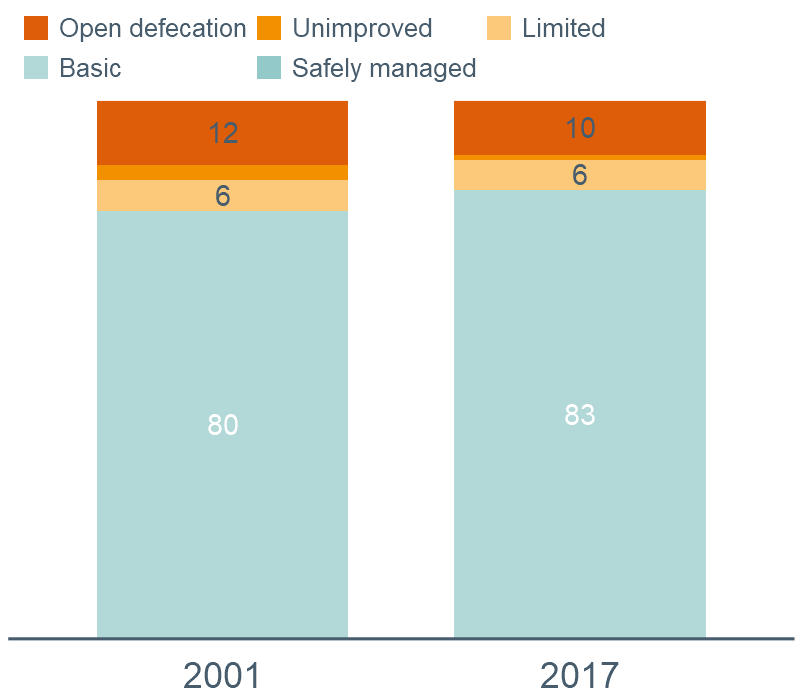 Open defecation Unimproved Limited
Basic Safely managed
12 10
6 6
80 83
2001 2017